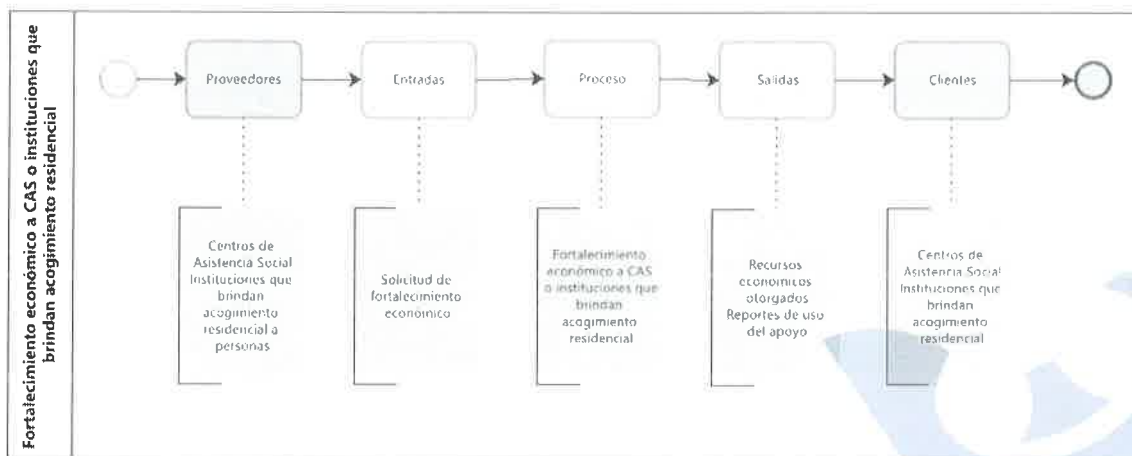 Fortalecimiento económico a CAS o instituciones que
brindan acogimiento residencial
Proveedores
Entradas
Proceso
Salidas
Clientes
Centros de
Asistencia Social
Instituciones que
brindan
acogimiento
residencial a
personas
Solicitud de
fortalecimiento
económico
Fortalecimiento
económico a CAS
o instituciones que
brindan
acogimiento
residencial
Recursos
económicos
otorgados
Reportes de uso
del apoyo
Centros de
Asistencia Social
Instituciones que
brindan
acogimiento
residencial